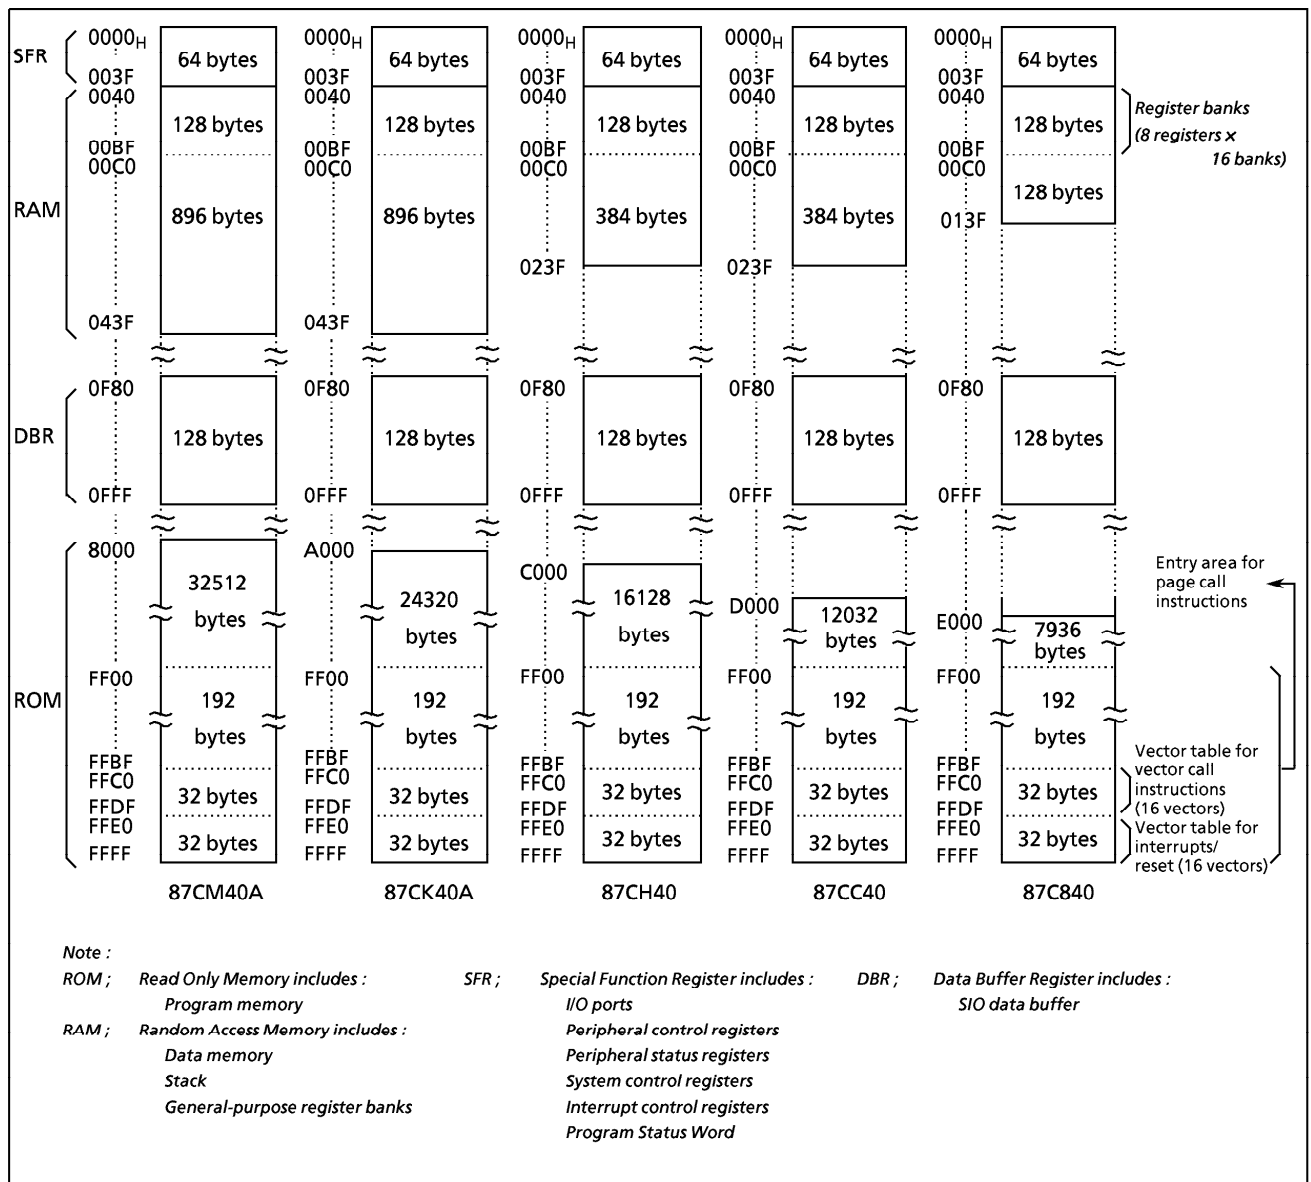 0000H 0000H 0000H 0000H 0000H
SFR 64 bytes 64 bytes 64 bytes 64 bytes 64 bytes
003F 003F 003F 003F 003F
0040 0040 0040 0040 0040
128 bytes 128 bytes 128 bytes 128 bytes 128 bytes
Register banks
(8 registers ×
16 banks)
00BF 00BF 00BF 00BF 00BF
00C0 00C0 00C0 00C0 00C0
RAM 896 bytes 896 bytes 384 bytes 384 bytes 128 bytes
013F
023F 023F
043F 043F
0F80 0F80 0F80 0F80 0F80
DBR 128 bytes 128 bytes 128 bytes 128 bytes 128 bytes
0FFF 0FFF 0FFF 0FFF 0FFF
8000 A000 C000 D000 E000
32512 24320 16128 12032 7936
bytes bytes bytes bytes bytes
Entry area for
page call
instructions
FF00 FF00 FF00 FF00 FF00
ROM 192 192 192 192 192
bytes bytes bytes bytes bytes
FFBF FFBF FFBF FFBF FFBF
FFC0 FFC0 FFC0 FFC0 FFC0
32 bytes 32 bytes 32 bytes 32 bytes 32 bytes
Vector table for
vector call
instructions
(16 vectors)
FFDF FFDF FFDF FFDF FFDF
FFE0 FFE0 FFE0 FFE0 FFE0
32 bytes 32 bytes 32 bytes 32 bytes 32 bytes
Vector table for
interrupts/
reset (16 vectors)
FFFF FFFF FFFF FFFF FFFF
87CM40A 87CK40A 87CH40 87CC40 87C840
Note :
ROM ; Read Only Memory includes : SFR ; Special Function Register includes : DBR ; Data Buffer Register includes :
Program memory I/O ports SIO data buffer
RAM ; Random Access Memory includes : Peripheral control registers
Data memory Peripheral status registers
Stack System control registers
General-purpose register banks Interrupt control registers
Program Status Word